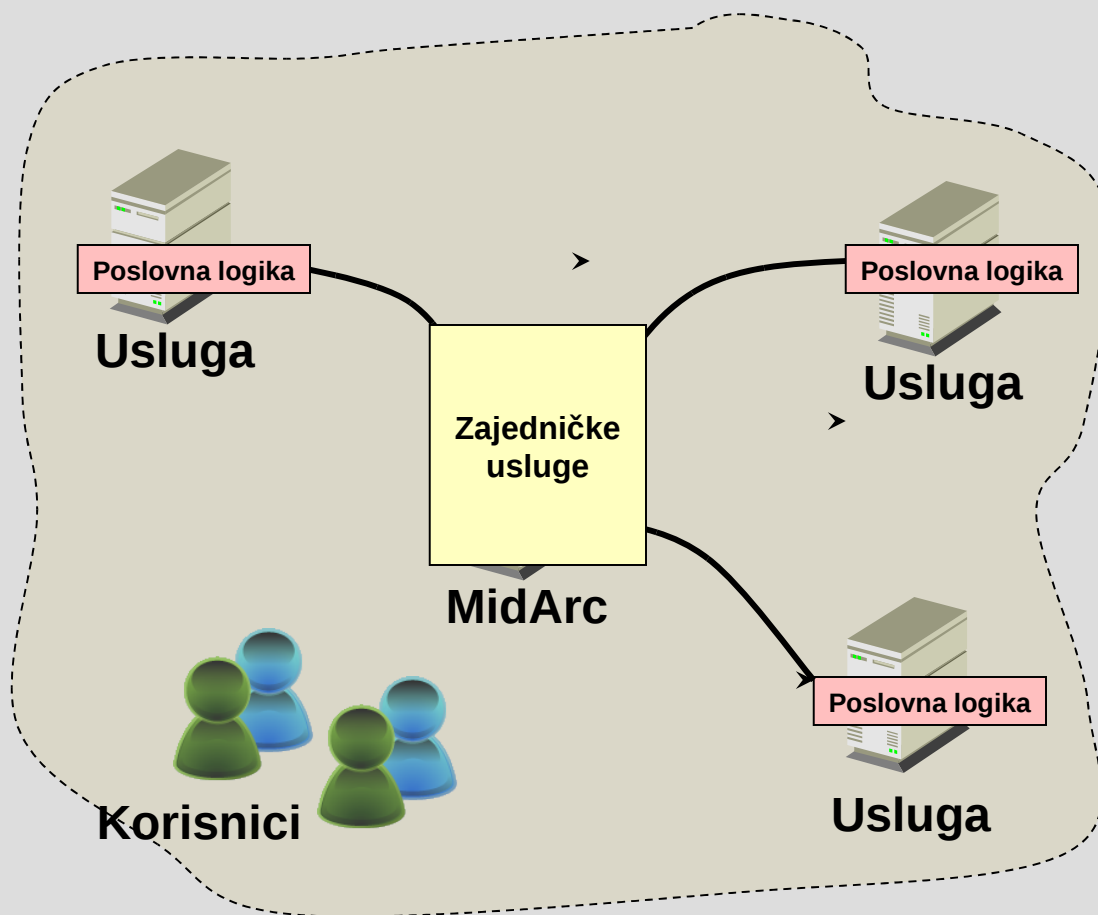 Poslovna logika
Usluga
Poslovna logika
Usluga
Zajedničke
usluge
MidArc
Poslovna logika
Usluga
Korisnici